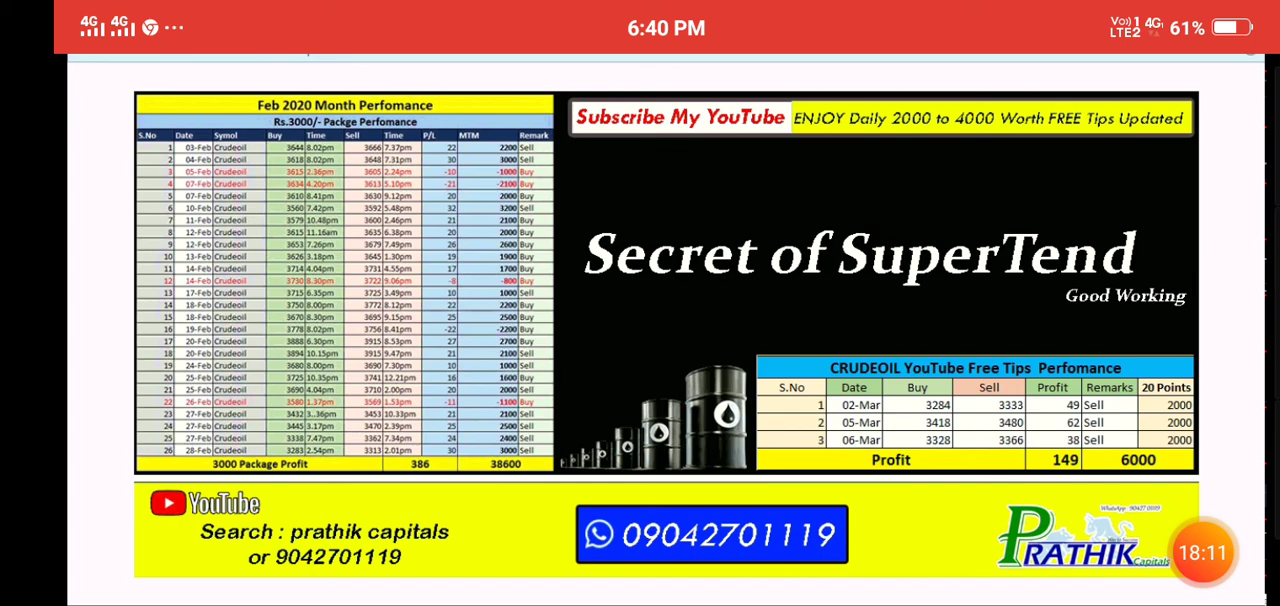 4G 4G ... 6:40 PM Vo)) 1 4G LTE2 61%
Feb 2020 Month Perfomance
Rs.3000/- Packge Perfomance
S.No Date Symol Buy Time Sell Time P/L MTM Remark
1 03-Feb Crudeoil 3644 8.02pm 3666 7.37pm 22 2200 Sell
2 04-Feb Crudeoil 3618 8.02pm 3648 7.31pm 30 3000 Sell
3 05-Feb Crudeoil 3615 2.36pm 3605 2.24pm -10 -1000 Buy
4 07-Feb Crudeoil 3634 4.20pm 3613 5.10pm -21 -2100 Buy
5 07-Feb Crudeoil 3610 8.41pm 3630 9.12pm 20 2000 Buy
6 10-Feb Crudeoil 3560 7.42pm 3592 5.48pm 32 3200 Sell
7 11-Feb Crudeoil 3579 10.48pm 3600 2.46pm 21 2100 Buy
8 12-Feb Crudeoil 3615 11.16am 3635 6.38pm 20 2000 Buy
9 12-Feb Crudeoil 3653 7.26pm 3679 7.49pm 26 2600 Buy
10 13-Feb Crudeoil 3626 3.18pm 3645 1.30pm 19 1900 Buy
11 14-Feb Crudeoil 3714 4.04pm 3731 4.55pm 17 1700 Buy
12 14-Feb Crudeoil 3730 8.30pm 3722 9.06pm -8 -800 Buy
13 17-Feb Crudeoil 3715 6.35pm 3725 3.49pm 10 1000 Sell
14 18-Feb Crudeoil 3750 8.00pm 3772 8.12pm 22 2200 Buy
15 18-Feb Crudeoil 3670 8.30pm 3695 9.15pm 25 2500 Buy
16 19-Feb Crudeoil 3778 8.02pm 3756 8.41pm -22 -2200 Buy
17 20-Feb Crudeoil 3888 6.30pm 3915 8.53pm 27 2700 Buy
18 20-Feb Crudeoil 3894 10.15pm 3915 9.47pm 21 2100 Sell
19 24-Feb Crudeoil 3680 8.00pm 3690 7.30pm 10 1000 Sell
20 25-Feb Crudeoil 3725 10.35pm 3741 12.21pm 16 1600 Buy
21 25-Feb Crudeoil 3690 4.04pm 3710 2.00pm 20 2000 Sell
22 26-Feb Crudeoil 3580 1.37pm 3569 1.53pm -11 -1100 Buy
23 27-Feb Crudeoil 3432 3..36pm 3453 10.33pm 21 2100 Sell
24 27-Feb Crudeoil 3445 3.17pm 3470 2.39pm 25 2500 Sell
25 27-Feb Crudeoil 3338 7.47pm 3362 7.34pm 24 2400 Sell
26 28-Feb Crudeoil 3283 2.54pm 3313 2.01pm 30 3000 Sell
3000 Package Profit 386 38600
Subscribe My YouTube ENJOY Daily 2000 to 4000 Worth FREE Tips Updated
Secret of SuperTend
Good Working
CRUDEOIL YouTube Free Tips Perfomance
S.No Date Buy Sell Profit Remarks 20 Points
1 02-Mar 3284 3333 49 Sell 2000
2 05-Mar 3418 3480 62 Sell 2000
3 06-Mar 3328 3366 38 Sell 2000
Profit 149 6000
YouTube
Search : prathik capitals
or 9042701119
09042701119
PRATHIK
Capitals
18:11